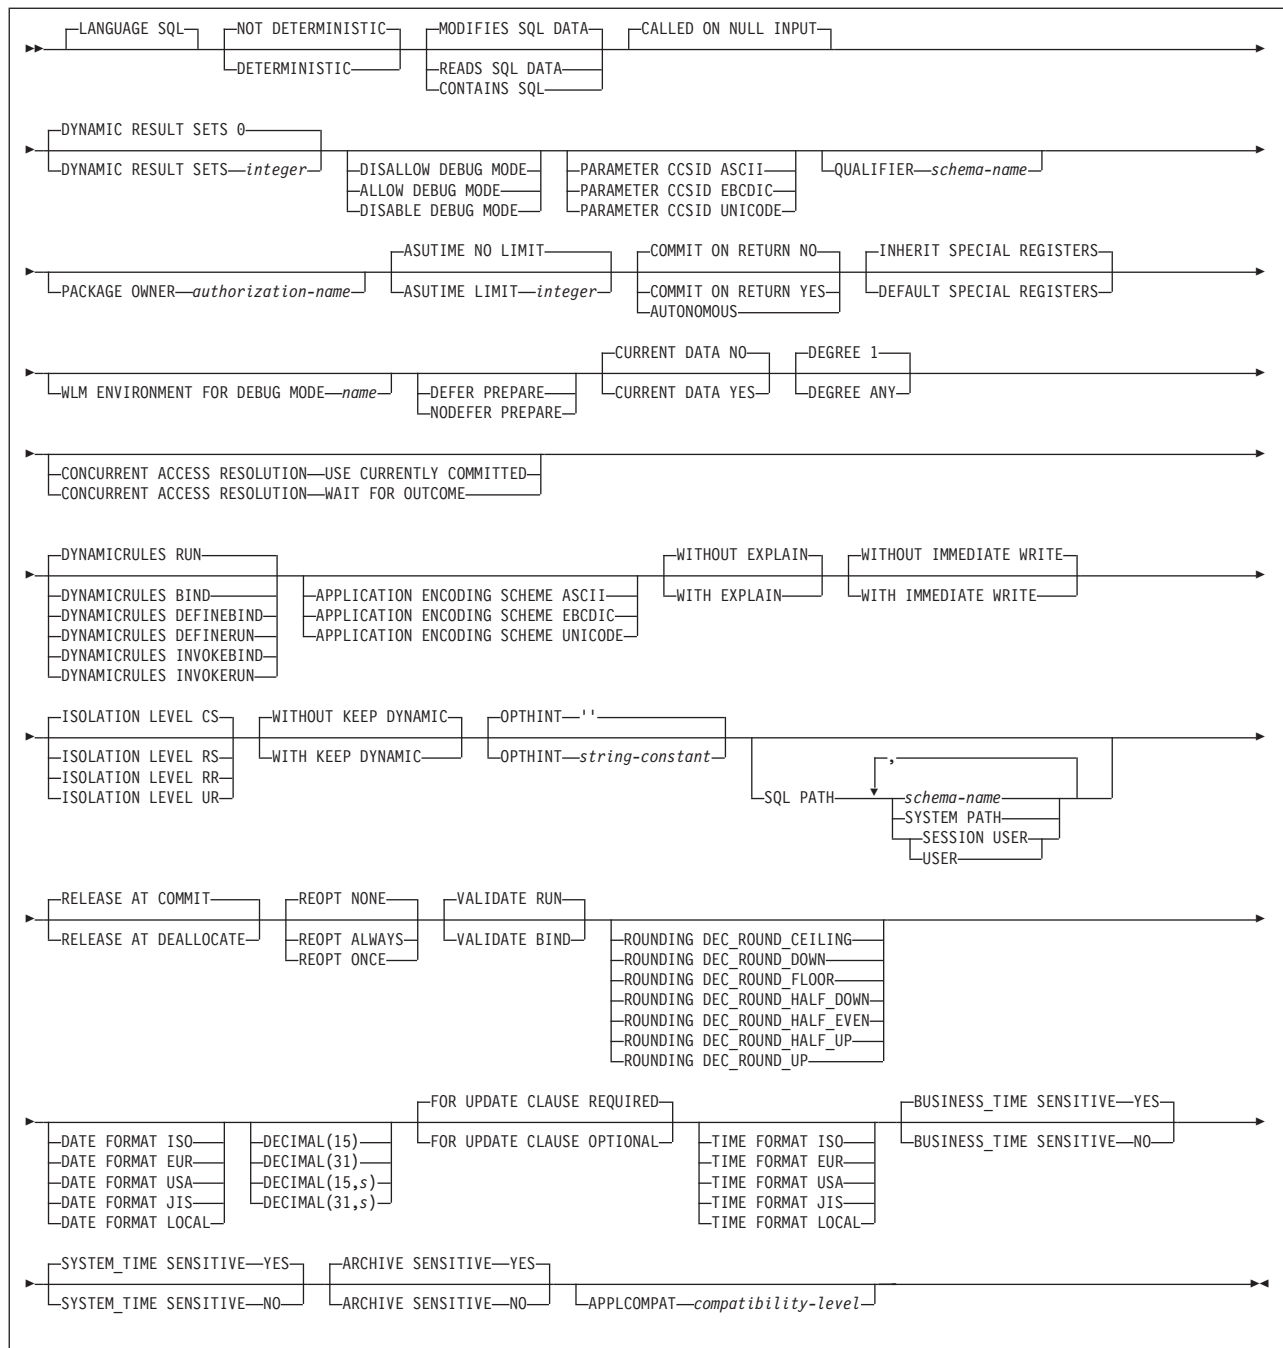 LANGUAGE SQL NOT DETERMINISTIC MODIFIES SQL DATA CALLED ON NULL INPUT
DETERMINISTIC READS SQL DATA
CONTAINS SQL
DYNAMIC RESULT SETS 0
DYNAMIC RESULT SETS integer DISALLOW DEBUG MODE PARAMETER CCSID ASCII QUALIFIER schema-name
ALLOW DEBUG MODE PARAMETER CCSID EBCDIC
DISABLE DEBUG MODE PARAMETER CCSID UNICODE
ASUTIME NO LIMIT COMMIT ON RETURN NO INHERIT SPECIAL REGISTERS
PACKAGE OWNER authorization-name ASUTIME LIMIT integer COMMIT ON RETURN YES DEFAULT SPECIAL REGISTERS
AUTONOMOUS
CURRENT DATA NO DEGREE 1
WLM ENVIRONMENT FOR DEBUG MODE name DEFER PREPARE CURRENT DATA YES DEGREE ANY
NODEFER PREPARE
CONCURRENT ACCESS RESOLUTION USE CURRENTLY COMMITTED
CONCURRENT ACCESS RESOLUTION WAIT FOR OUTCOME
DYNAMICRULES RUN WITHOUT EXPLAIN WITHOUT IMMEDIATE WRITE
DYNAMICRULES BIND APPLICATION ENCODING SCHEME ASCII WITH EXPLAIN WITH IMMEDIATE WRITE
DYNAMICRULES DEFINEBIND APPLICATION ENCODING SCHEME EBCDIC
DYNAMICRULES DEFINERUN APPLICATION ENCODING SCHEME UNICODE
DYNAMICRULES INVOKEBIND
DYNAMICRULES INVOKERUN
ISOLATION LEVEL CS WITHOUT KEEP DYNAMIC OPTHINT ''
ISOLATION LEVEL RS WITH KEEP DYNAMIC OPTHINT string-constant
ISOLATION LEVEL RR ,
ISOLATION LEVEL UR SQL PATH schema-name
SYSTEM PATH
SESSION USER
USER
RELEASE AT COMMIT REOPT NONE VALIDATE RUN
RELEASE AT DEALLOCATE REOPT ALWAYS VALIDATE BIND ROUNDING DEC_ROUND_CEILING
REOPT ONCE ROUNDING DEC_ROUND_DOWN
ROUNDING DEC_ROUND_FLOOR
ROUNDING DEC_ROUND_HALF_DOWN
ROUNDING DEC_ROUND_HALF_EVEN
ROUNDING DEC_ROUND_HALF_UP
ROUNDING DEC_ROUND_UP
FOR UPDATE CLAUSE REQUIRED BUSINESS_TIME SENSITIVE YES
DATE FORMAT ISO DECIMAL(15) FOR UPDATE CLAUSE OPTIONAL TIME FORMAT ISO BUSINESS_TIME SENSITIVE NO
DATE FORMAT EUR DECIMAL(31) TIME FORMAT EUR
DATE FORMAT USA DECIMAL(15,s) TIME FORMAT USA
DATE FORMAT JIS DECIMAL(31,s) TIME FORMAT JIS
DATE FORMAT LOCAL TIME FORMAT LOCAL
SYSTEM_TIME SENSITIVE YES ARCHIVE SENSITIVE YES
SYSTEM_TIME SENSITIVE NO ARCHIVE SENSITIVE NO APPLCOMPAT compatibility-level